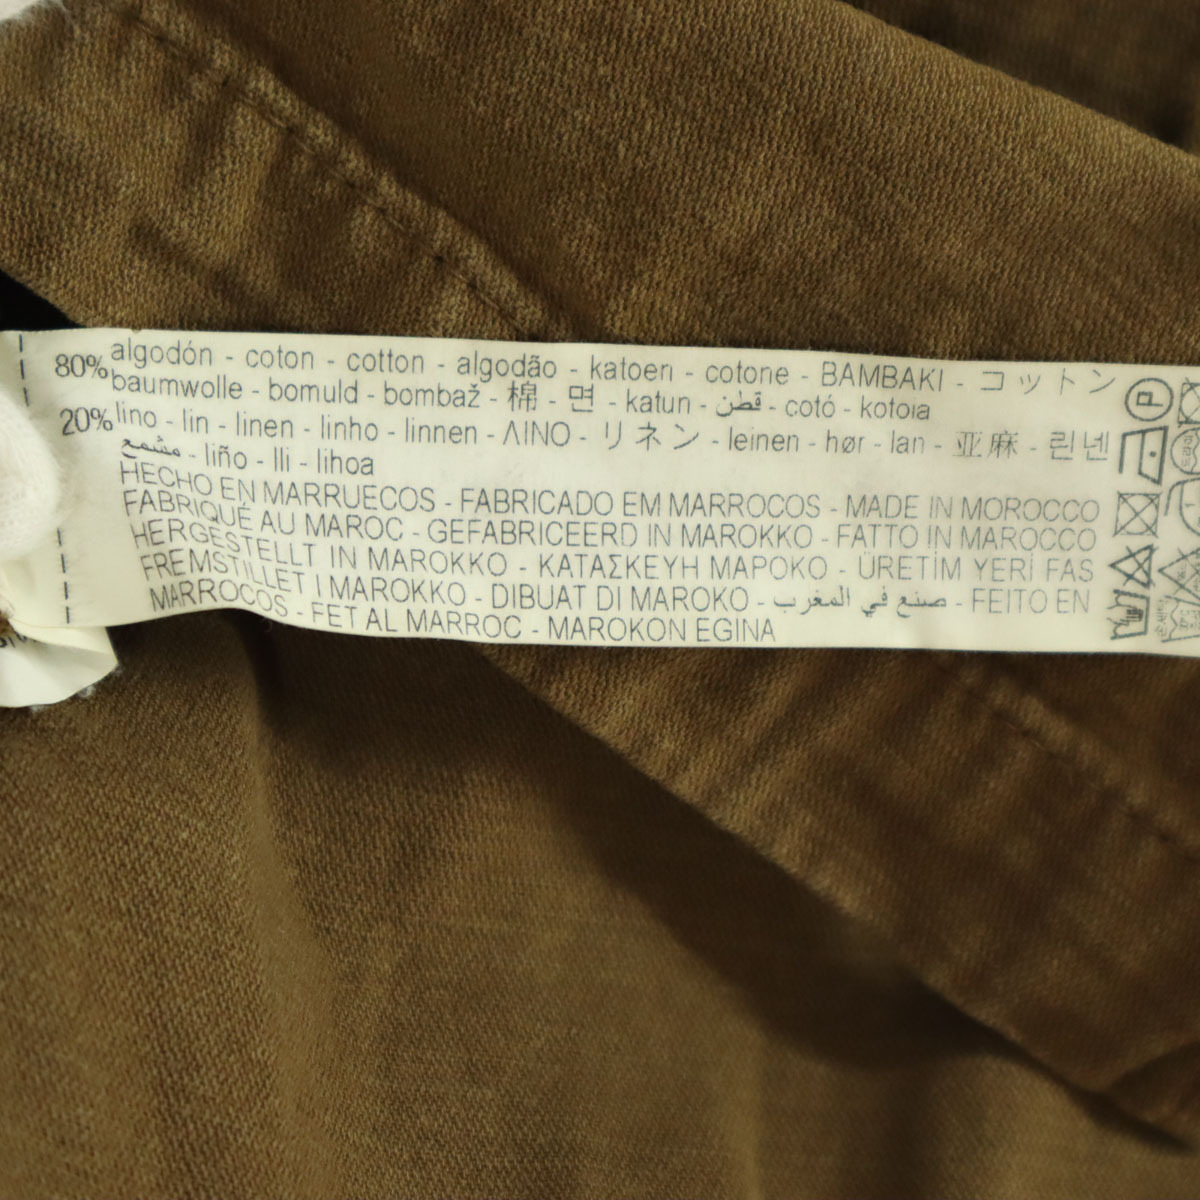 80% algodón - coton - cotton - algodão - katoen - cotone - BAMBAKI - コットン
baumwolle - bomuld - bombaž - 棉 - 면 - katun - قطن - cotó - kotoia
20% lino - lin - linen - linho - linnen - ΛΙΝΟ - リネン - leinen - hør - lan - 亚麻 - 린넨
مشمع - liño - lli - lihoa
HECHO EN MARRUECOS - FABRICADO EM MARROCOS - MADE IN MOROCCO
FABRIQUÉ AU MAROC - GEFABRICEERD IN MAROKKO - FATTO IN MAROCCO
HERGESTELLT IN MAROKKO - ΚΑΤΑΣΚΕΥΗ ΜΑΡΟΚΟ - ÜRETİM YERİ FAS
FREMSTILLET I MAROKKO - DIBUAT DI MAROKO - صنع في المغرب - FEITO EN
MARROCOS - FET AL MARROC - MAROKON EGINA
P